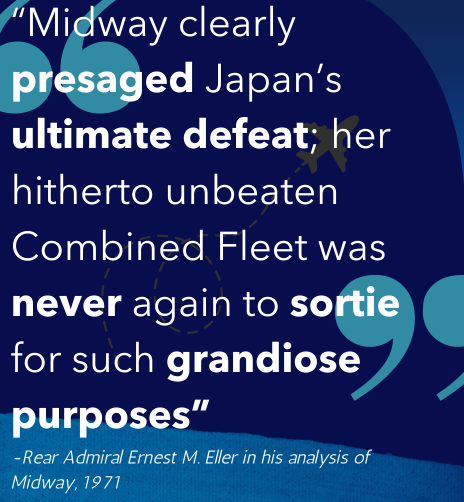 “Midway clearly
presaged Japan’s
ultimate defeat; her
hitherto unbeaten
Combined Fleet was
never again to sortie
for such grandiose
purposes”
-Rear Admiral Ernest M. Eller in his analysis of
Midway, 1971